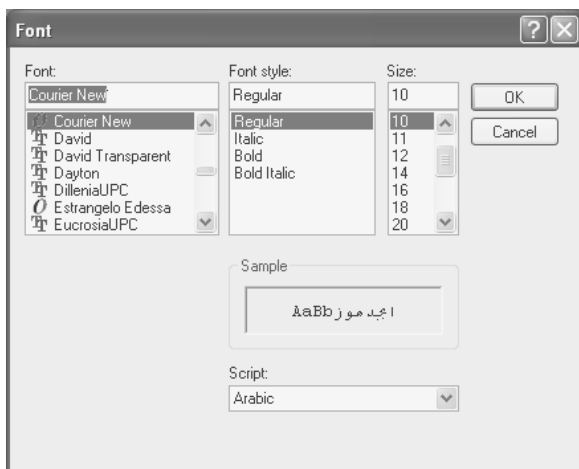 Font
Font:
Courier New
Courier New
David
David Transparent
Dayton
DilleniaUPC
Estrangelo Edessa
EucrosiaUPC
Font style:
Regular
Regular
Italic
Bold
Bold Italic
Size:
10
10
11
12
14
16
18
20
OK
Cancel
Sample
AaBb ابجدهوز
Script:
Arabic